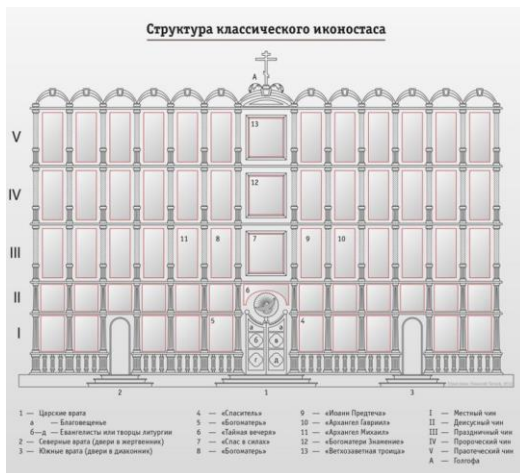 Структура классического иконостаса
А
V
13
IV
12
III
11
8
7
9
10
II
6
I
5
4
а
а
б
в
г
д
2
1
3
1 — Царские врата
а — Благовещенье
б—д — Евангелисты или творцы литургии
2 — Северные врата (двери в жертвенник)
3 — Южные врата (двери в диаконник)
4 — «Спаситель»
5 — «Богоматерь»
6 — «Тайная вечеря»
7 — «Спас в силах»
8 — «Богоматерь»
9 — «Иоанн Предтеча»
10 — «Архангел Гавриил»
11 — «Архангел Михаил»
12 — «Богоматери Знамение»
13 — «Ветхозаветная троица»
I — Местный чин
II — Деисусный чин
III — Праздничный чин
IV — Пророческий чин
V — Праотеческий чин
А — Голгофа